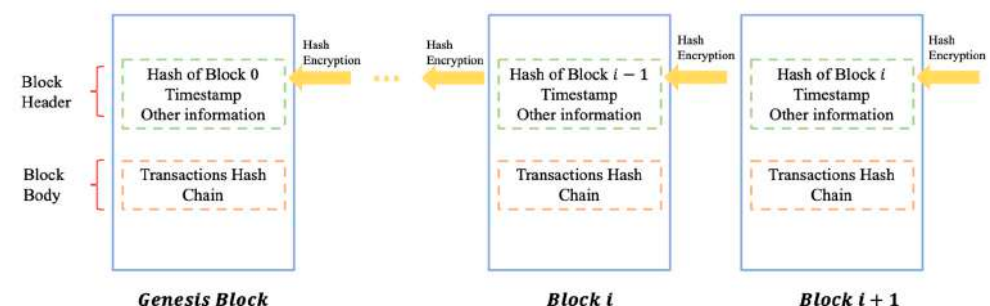 Hash
Encryption
Hash
Encryption
Hash
Encryption
Hash
Encryption
Block
Header
Hash of Block 0
Timestamp
Other information
Hash of Block i − 1
Timestamp
Other information
Hash of Block i
Timestamp
Other information
Block
Body
Transactions Hash
Chain
Transactions Hash
Chain
Transactions Hash
Chain
Genesis Block
Block i
Block i + 1